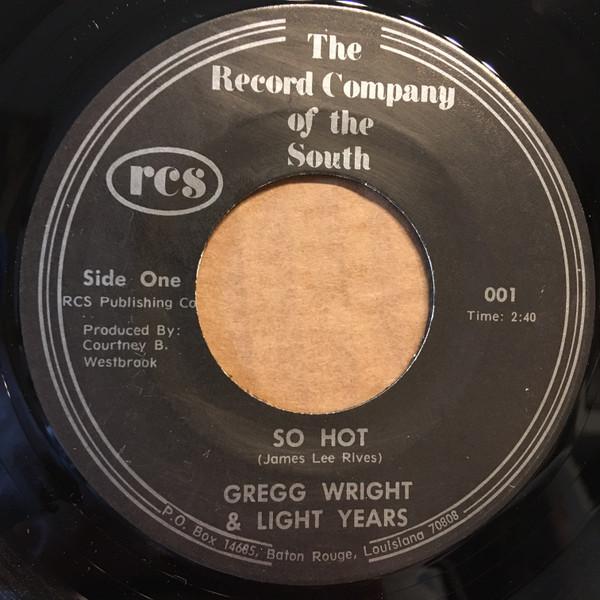 The
Record Company
of the
South
rcs
Side One
RCS Publishing Co
Produced By:
Courtney B.
Westbrook
001
Time: 2:40
SO HOT
(James Lee Rives)
GREGG WRIGHT
& LIGHT YEARS
P.O. Box 14685, Baton Rouge, Louisiana 70808